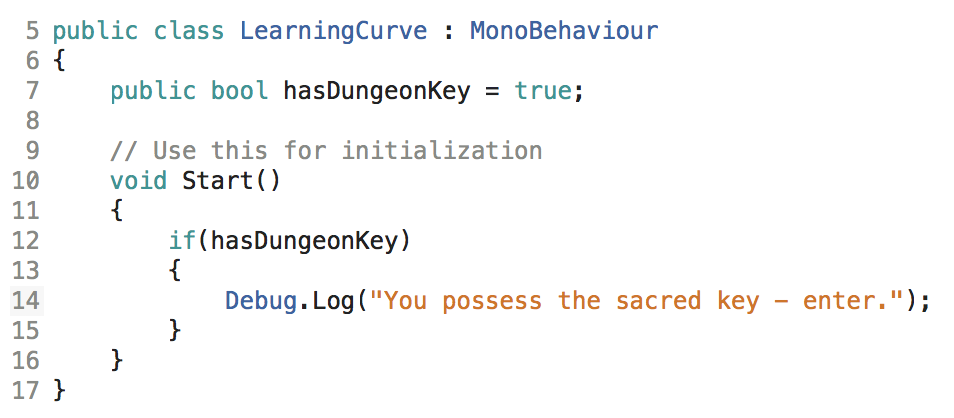 5 public class LearningCurve : MonoBehaviour
6 {
7     public bool hasDungeonKey = true;
8
9     // Use this for initialization
10     void Start()
11     {
12         if(hasDungeonKey)
13         {
14             Debug.Log("You possess the sacred key – enter.");
15         }
16     }
17 }